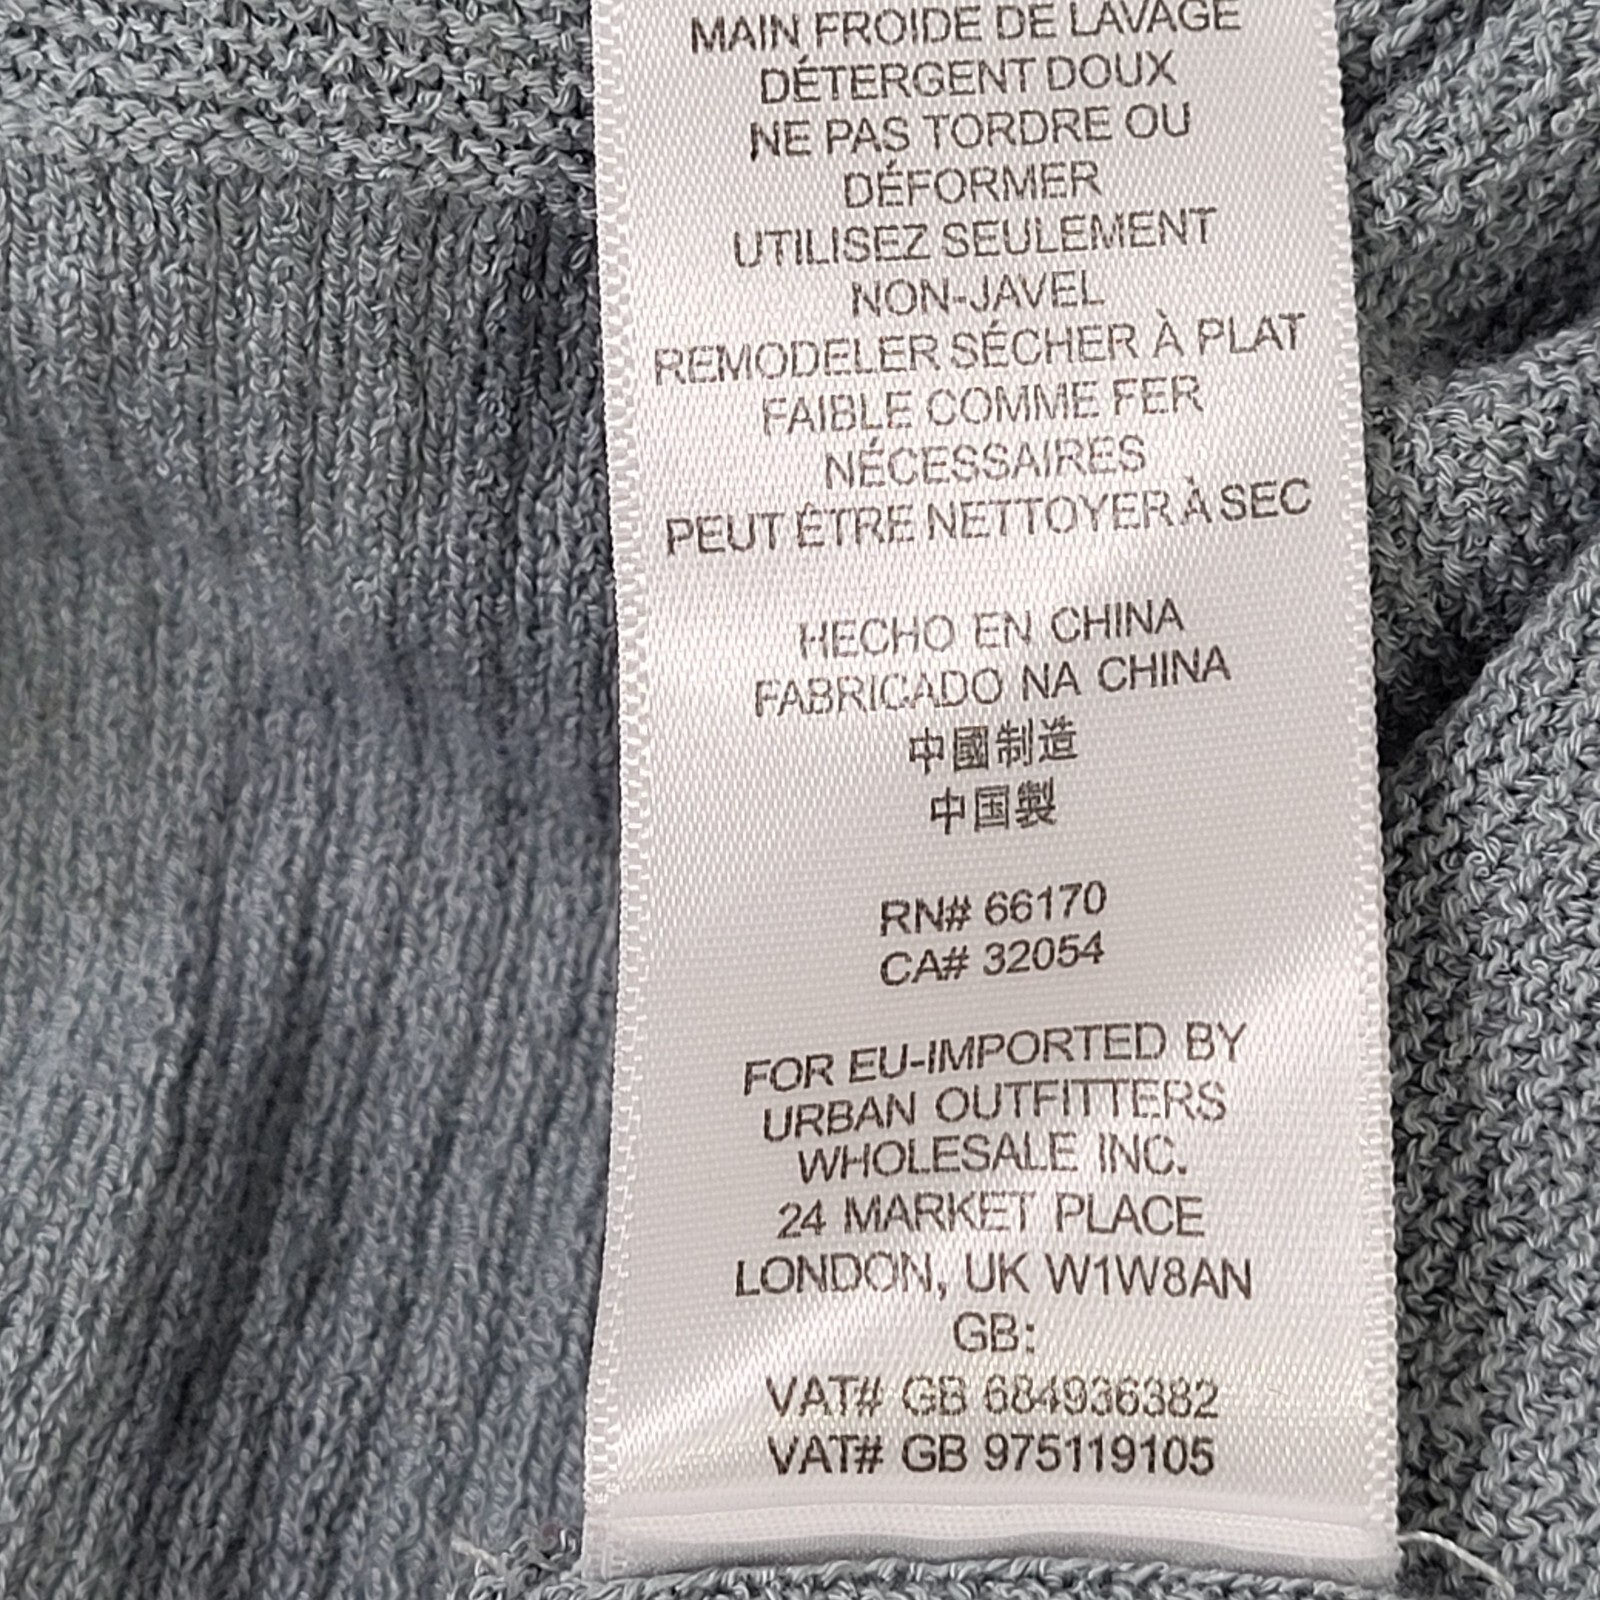 MAIN FROIDE DE LAVAGE
DÉTERGENT DOUX
NE PAS TORDRE OU
DÉFORMER
UTILISEZ SEULEMENT
NON-JAVEL
REMODELER SÉCHER À PLAT
FAIBLE COMME FER
NÉCESSAIRES
PEUT ÊTRE NETTOYER À SEC
HECHO EN CHINA
FABRICADO NA CHINA
中國制造
中国製
RN# 66170
CA# 32054
FOR EU-IMPORTED BY
URBAN OUTFITTERS
WHOLESALE INC.
24 MARKET PLACE
LONDON, UK W1W8AN
GB:
VAT# GB 684936382
VAT# GB 975119105